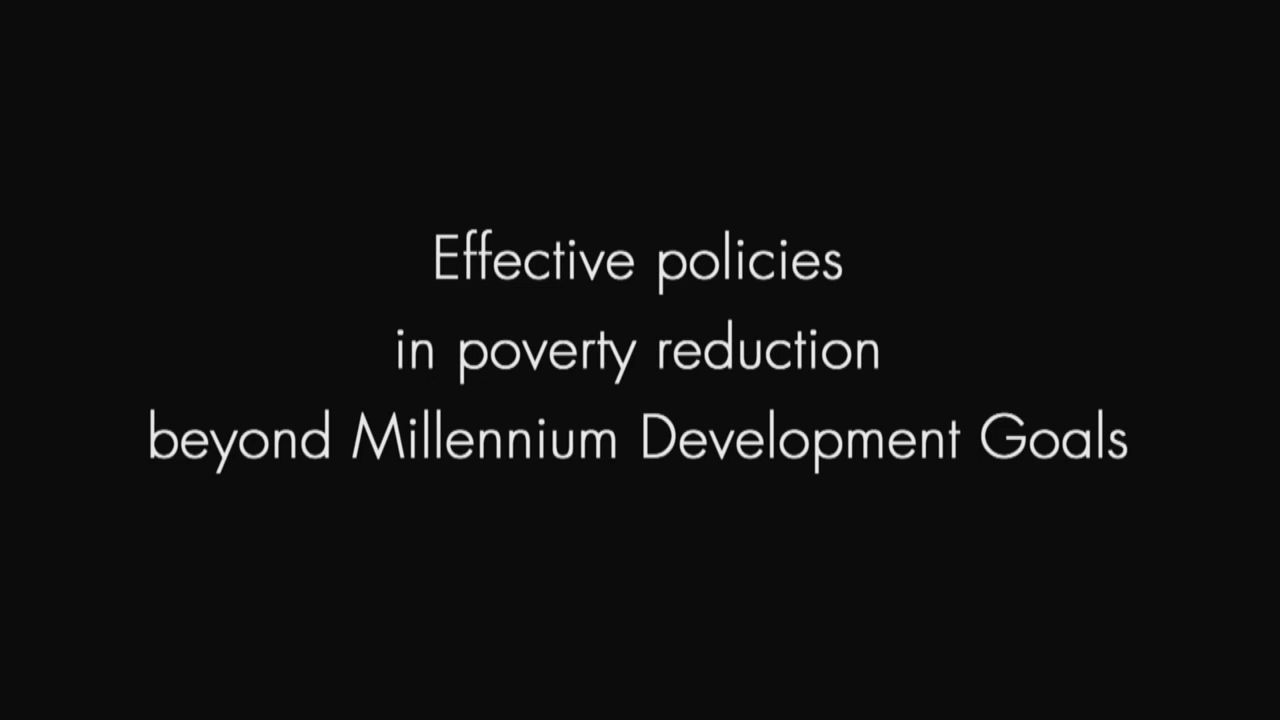 Effective policies
in poverty reduction
beyond Millennium Development Goals